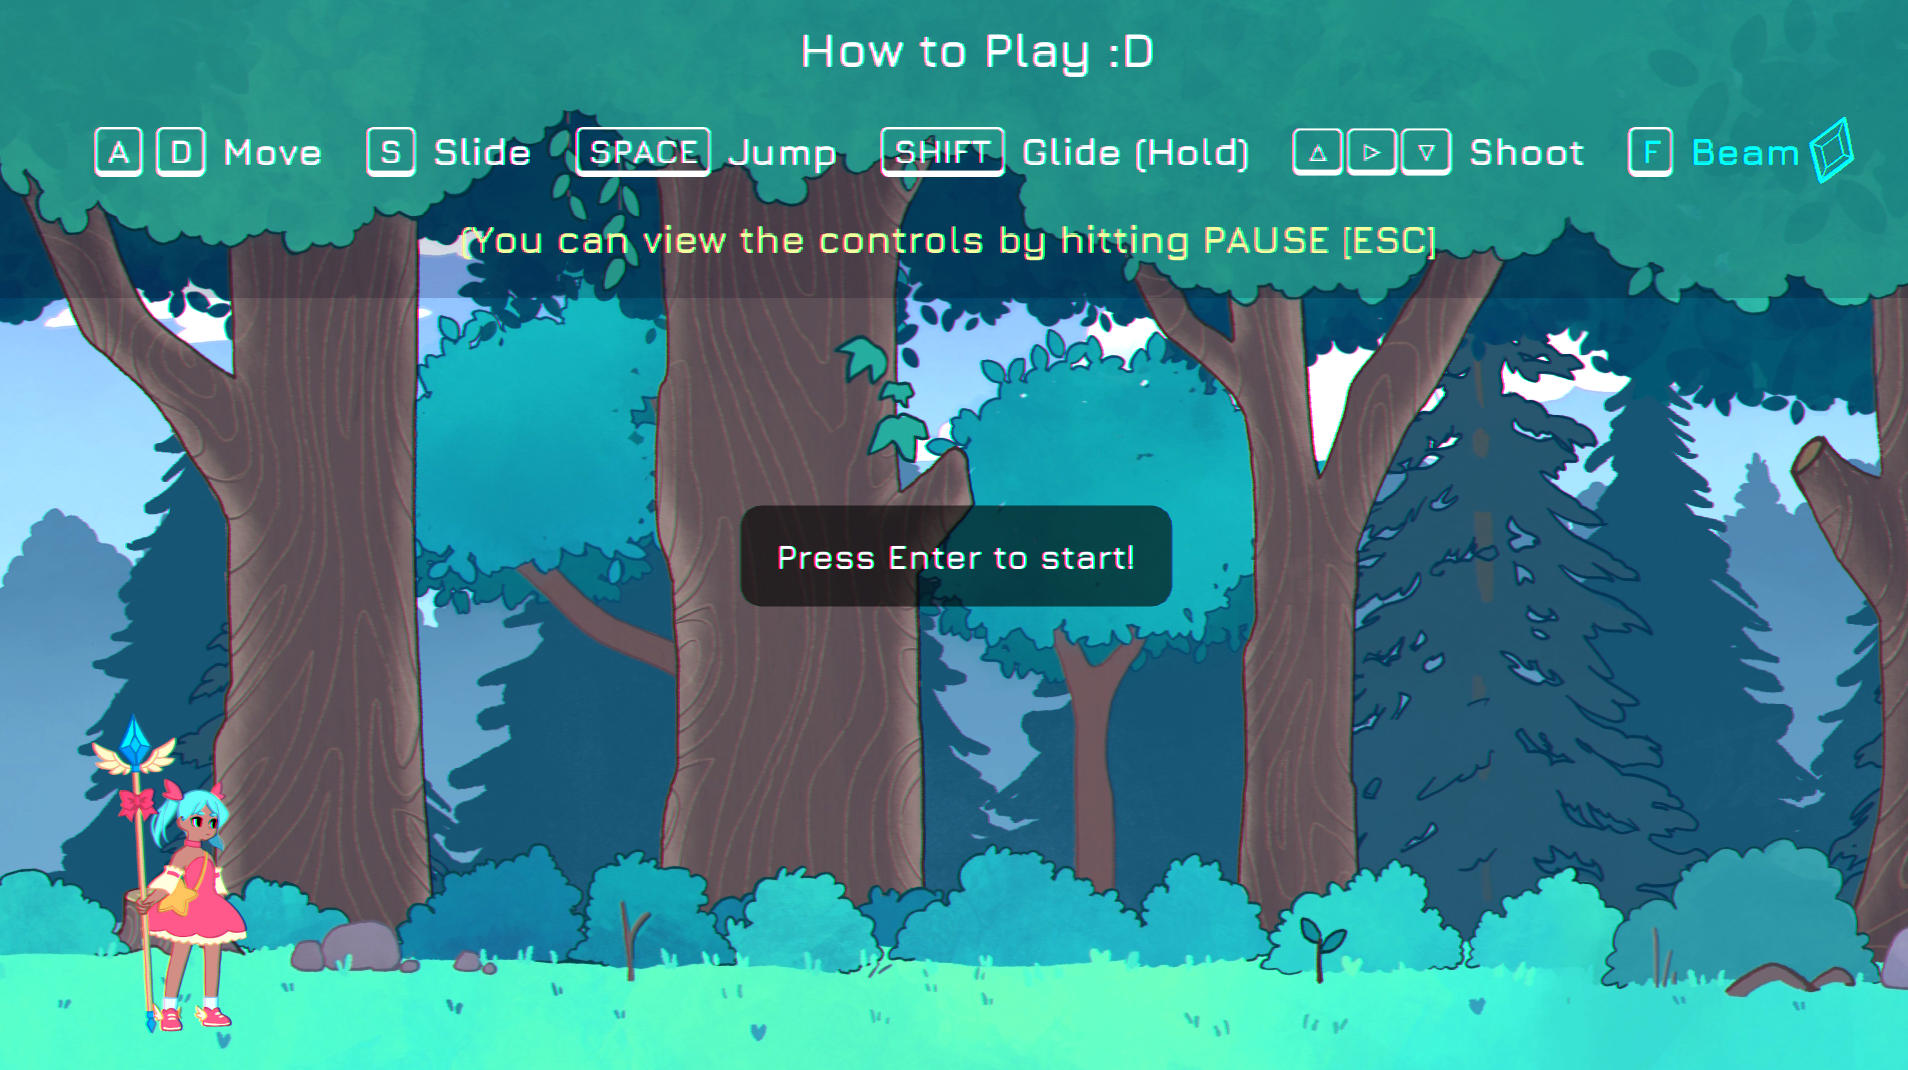 How to Play :D
A D Move S Slide SPACE Jump SHIFT Glide (Hold) △ ▷ ▽ Shoot F Beam
(You can view the controls by hitting PAUSE [ESC]
Press Enter to start!